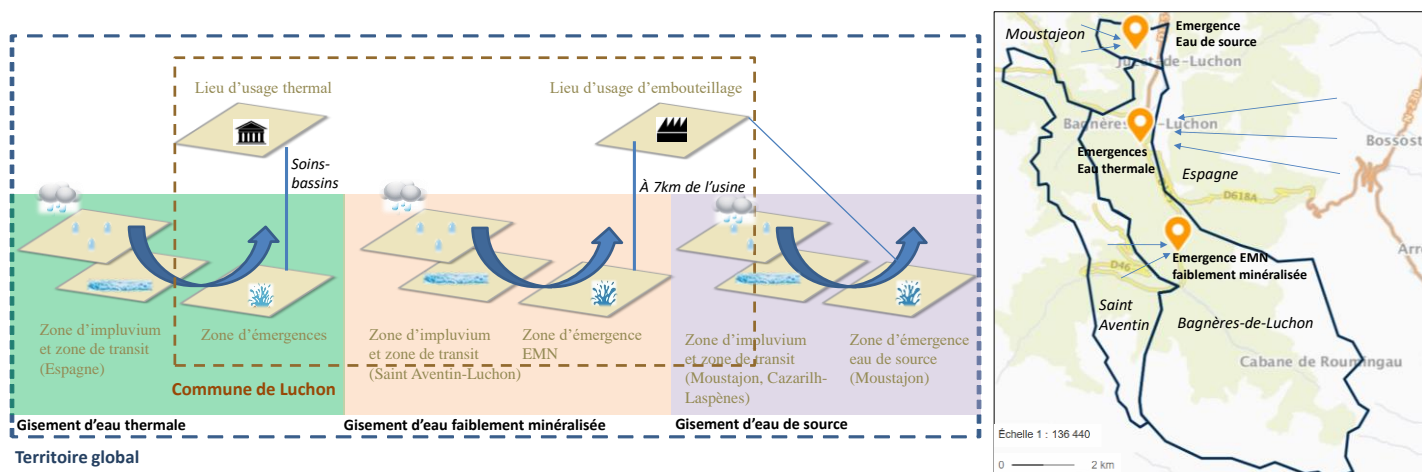 Lieu d'usage thermal
Lieu d'usage d'embouteillage
Soins-
bassins
À 7km de l'usine
Zone d'impluvium
et zone de transit
(Espagne)
Zone d'émergences
Zone d'impluvium
et zone de transit
(Saint Aventin-Luchon)
Zone d'émergence
EMN
Zone d'impluvium
et zone de transit
(Moustajon, Cazarilh-
Laspènes)
Zone d'émergence
eau de source
(Moustajon)
Commune de Luchon
Gisement d'eau thermale
Gisement d'eau faiblement minéralisée
Gisement d'eau de source
Territoire global
Moustajeon
Emergence
Eau de source
de-Luchon
N-230
Bagnères
Luchon
Bossost
Emergences
Eau thermale
Espagne
D618A
Arre
Emergence EMN
faiblement minéralisée
D46
Saint
Aventin
Bagnères-de-Luchon
Cabane de Roumingau
Échelle 1 : 136 440
0
2 km